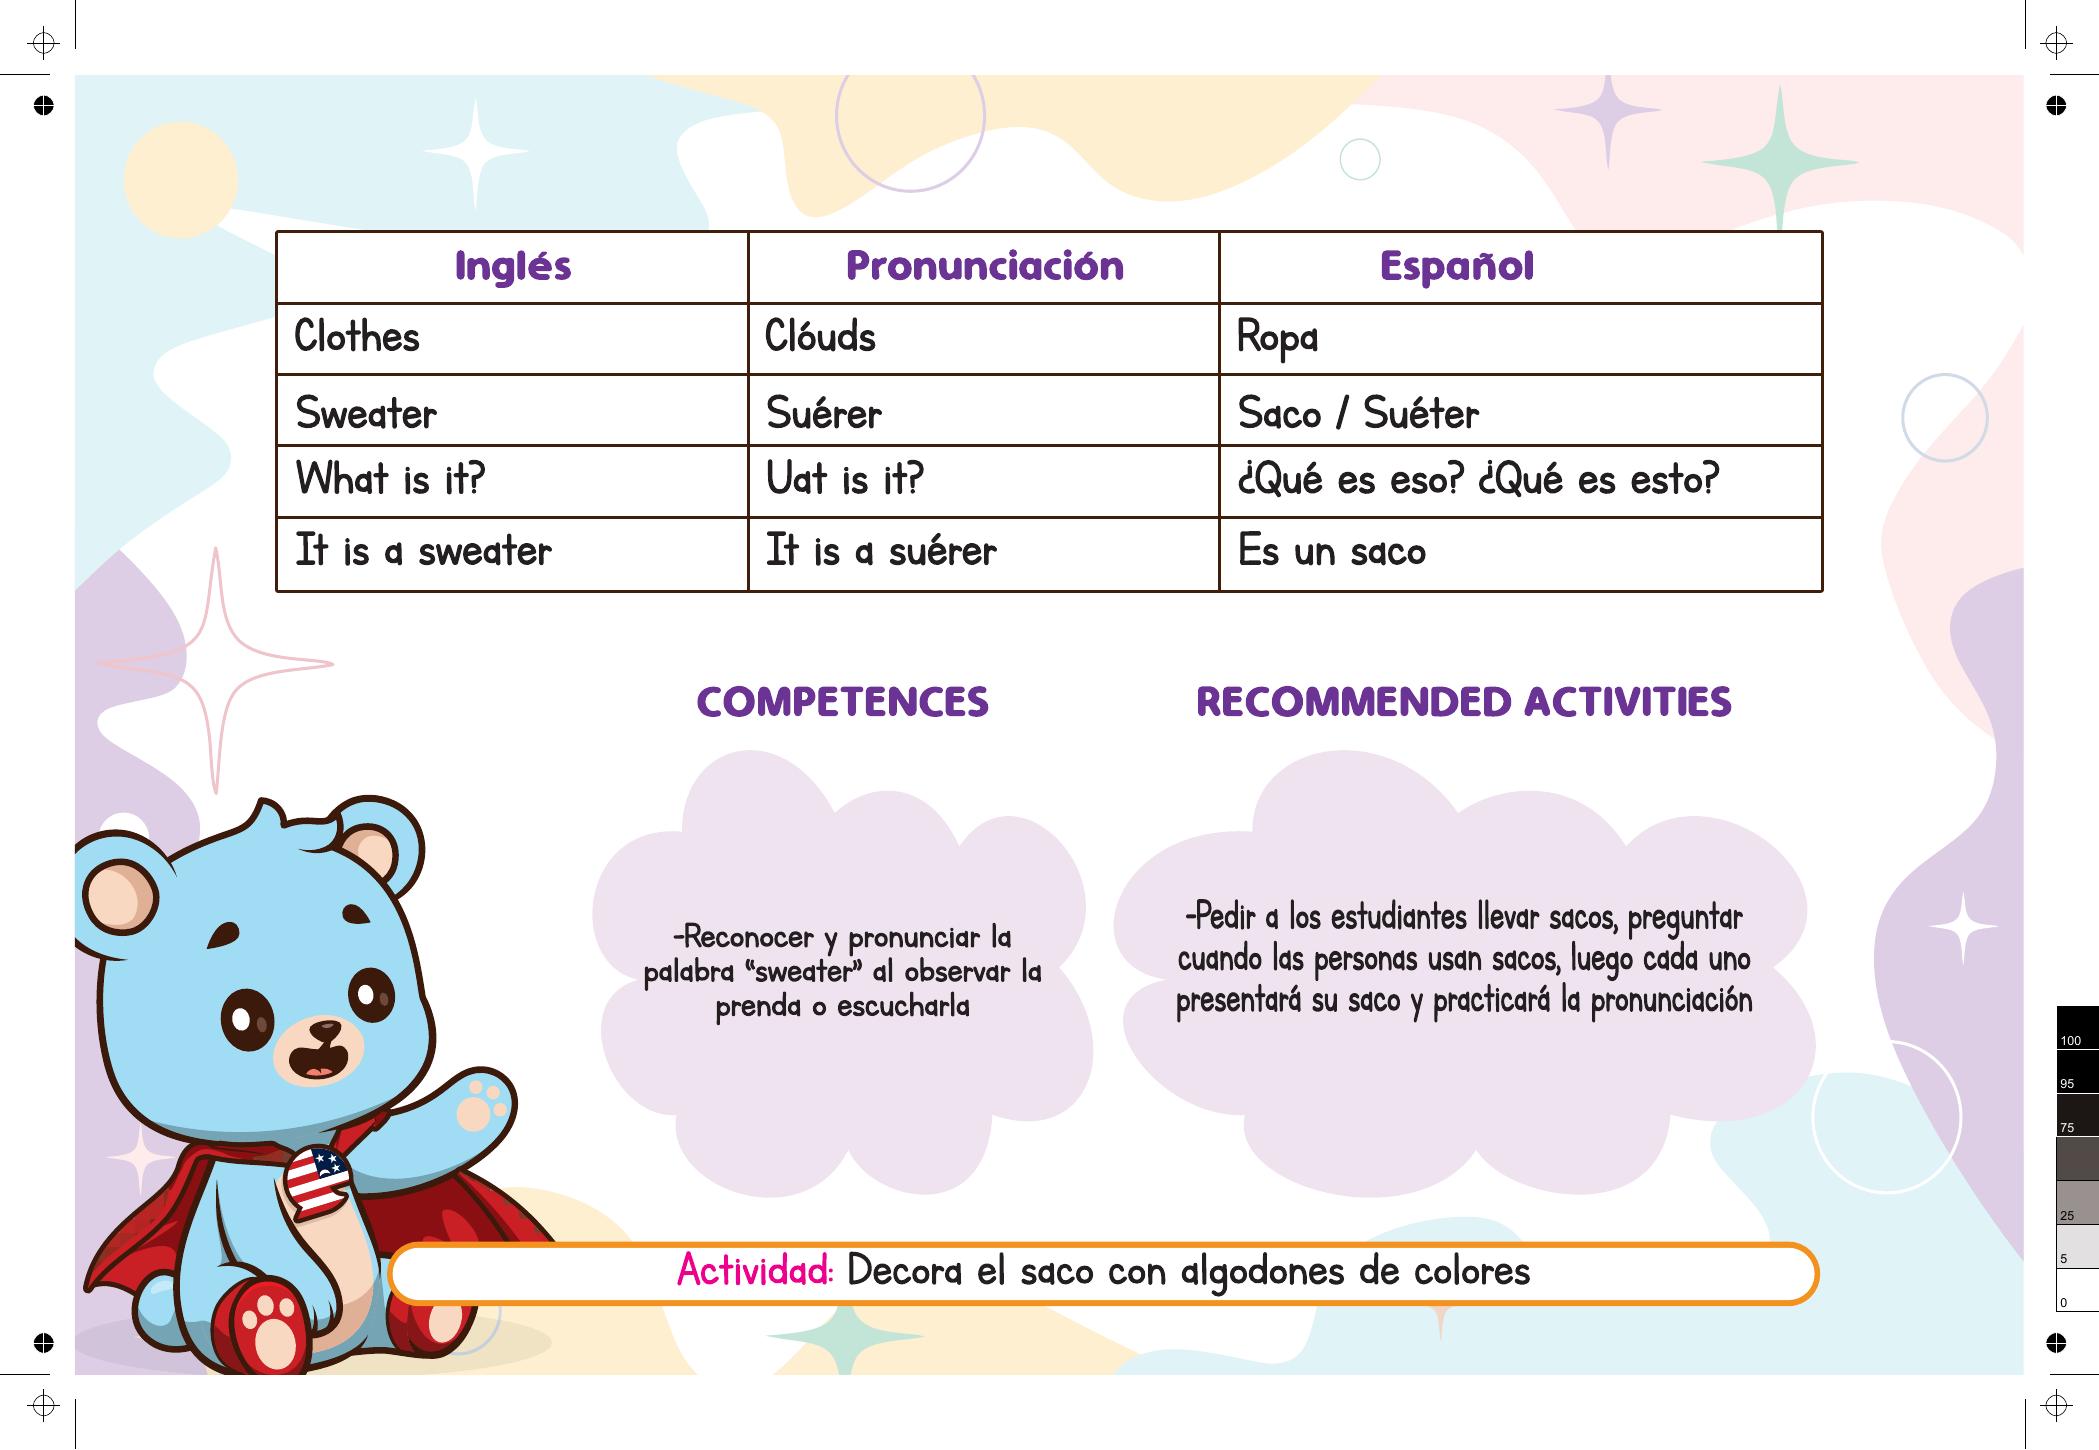 Inglés Pronunciación Español
Clothes Clóuds Ropa
Sweater Suérer Saco / Suéter
What is it? Uat is it? ¿Qué es eso? ¿Qué es esto?
It is a sweater It is a suérer Es un saco
COMPETENCES
-Reconocer y pronunciar la
palabra “sweater” al observar la
prenda o escucharla
RECOMMENDED ACTIVITIES
-Pedir a los estudiantes llevar sacos, preguntar
cuando las personas usan sacos, luego cada uno
presentará su saco y practicará la pronunciación
Actividad: Decora el saco con algodones de colores
100
95
75
25
5
0